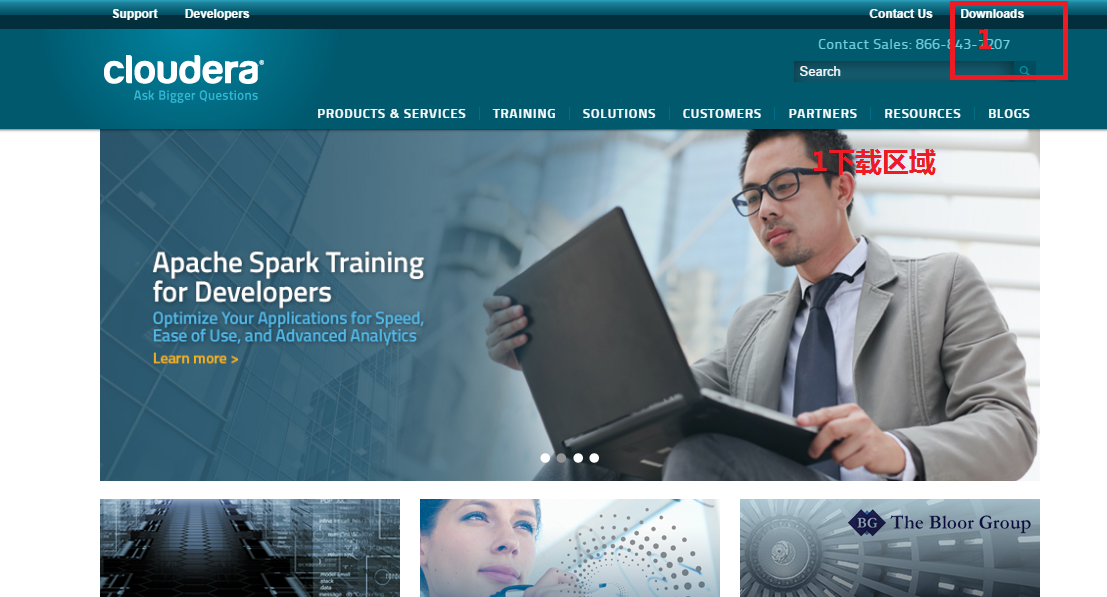 Support Developers Contact Us Downloads
Contact Sales: 866-843-7207
1
cloudera
Ask Bigger Questions
Search
PRODUCTS & SERVICES TRAINING SOLUTIONS CUSTOMERS PARTNERS RESOURCES BLOGS
1下载区域
Apache Spark Training
for Developers
Optimize Your Applications for Speed,
Ease of Use, and Advanced Analytics
Learn more >
BG The Bloor Group